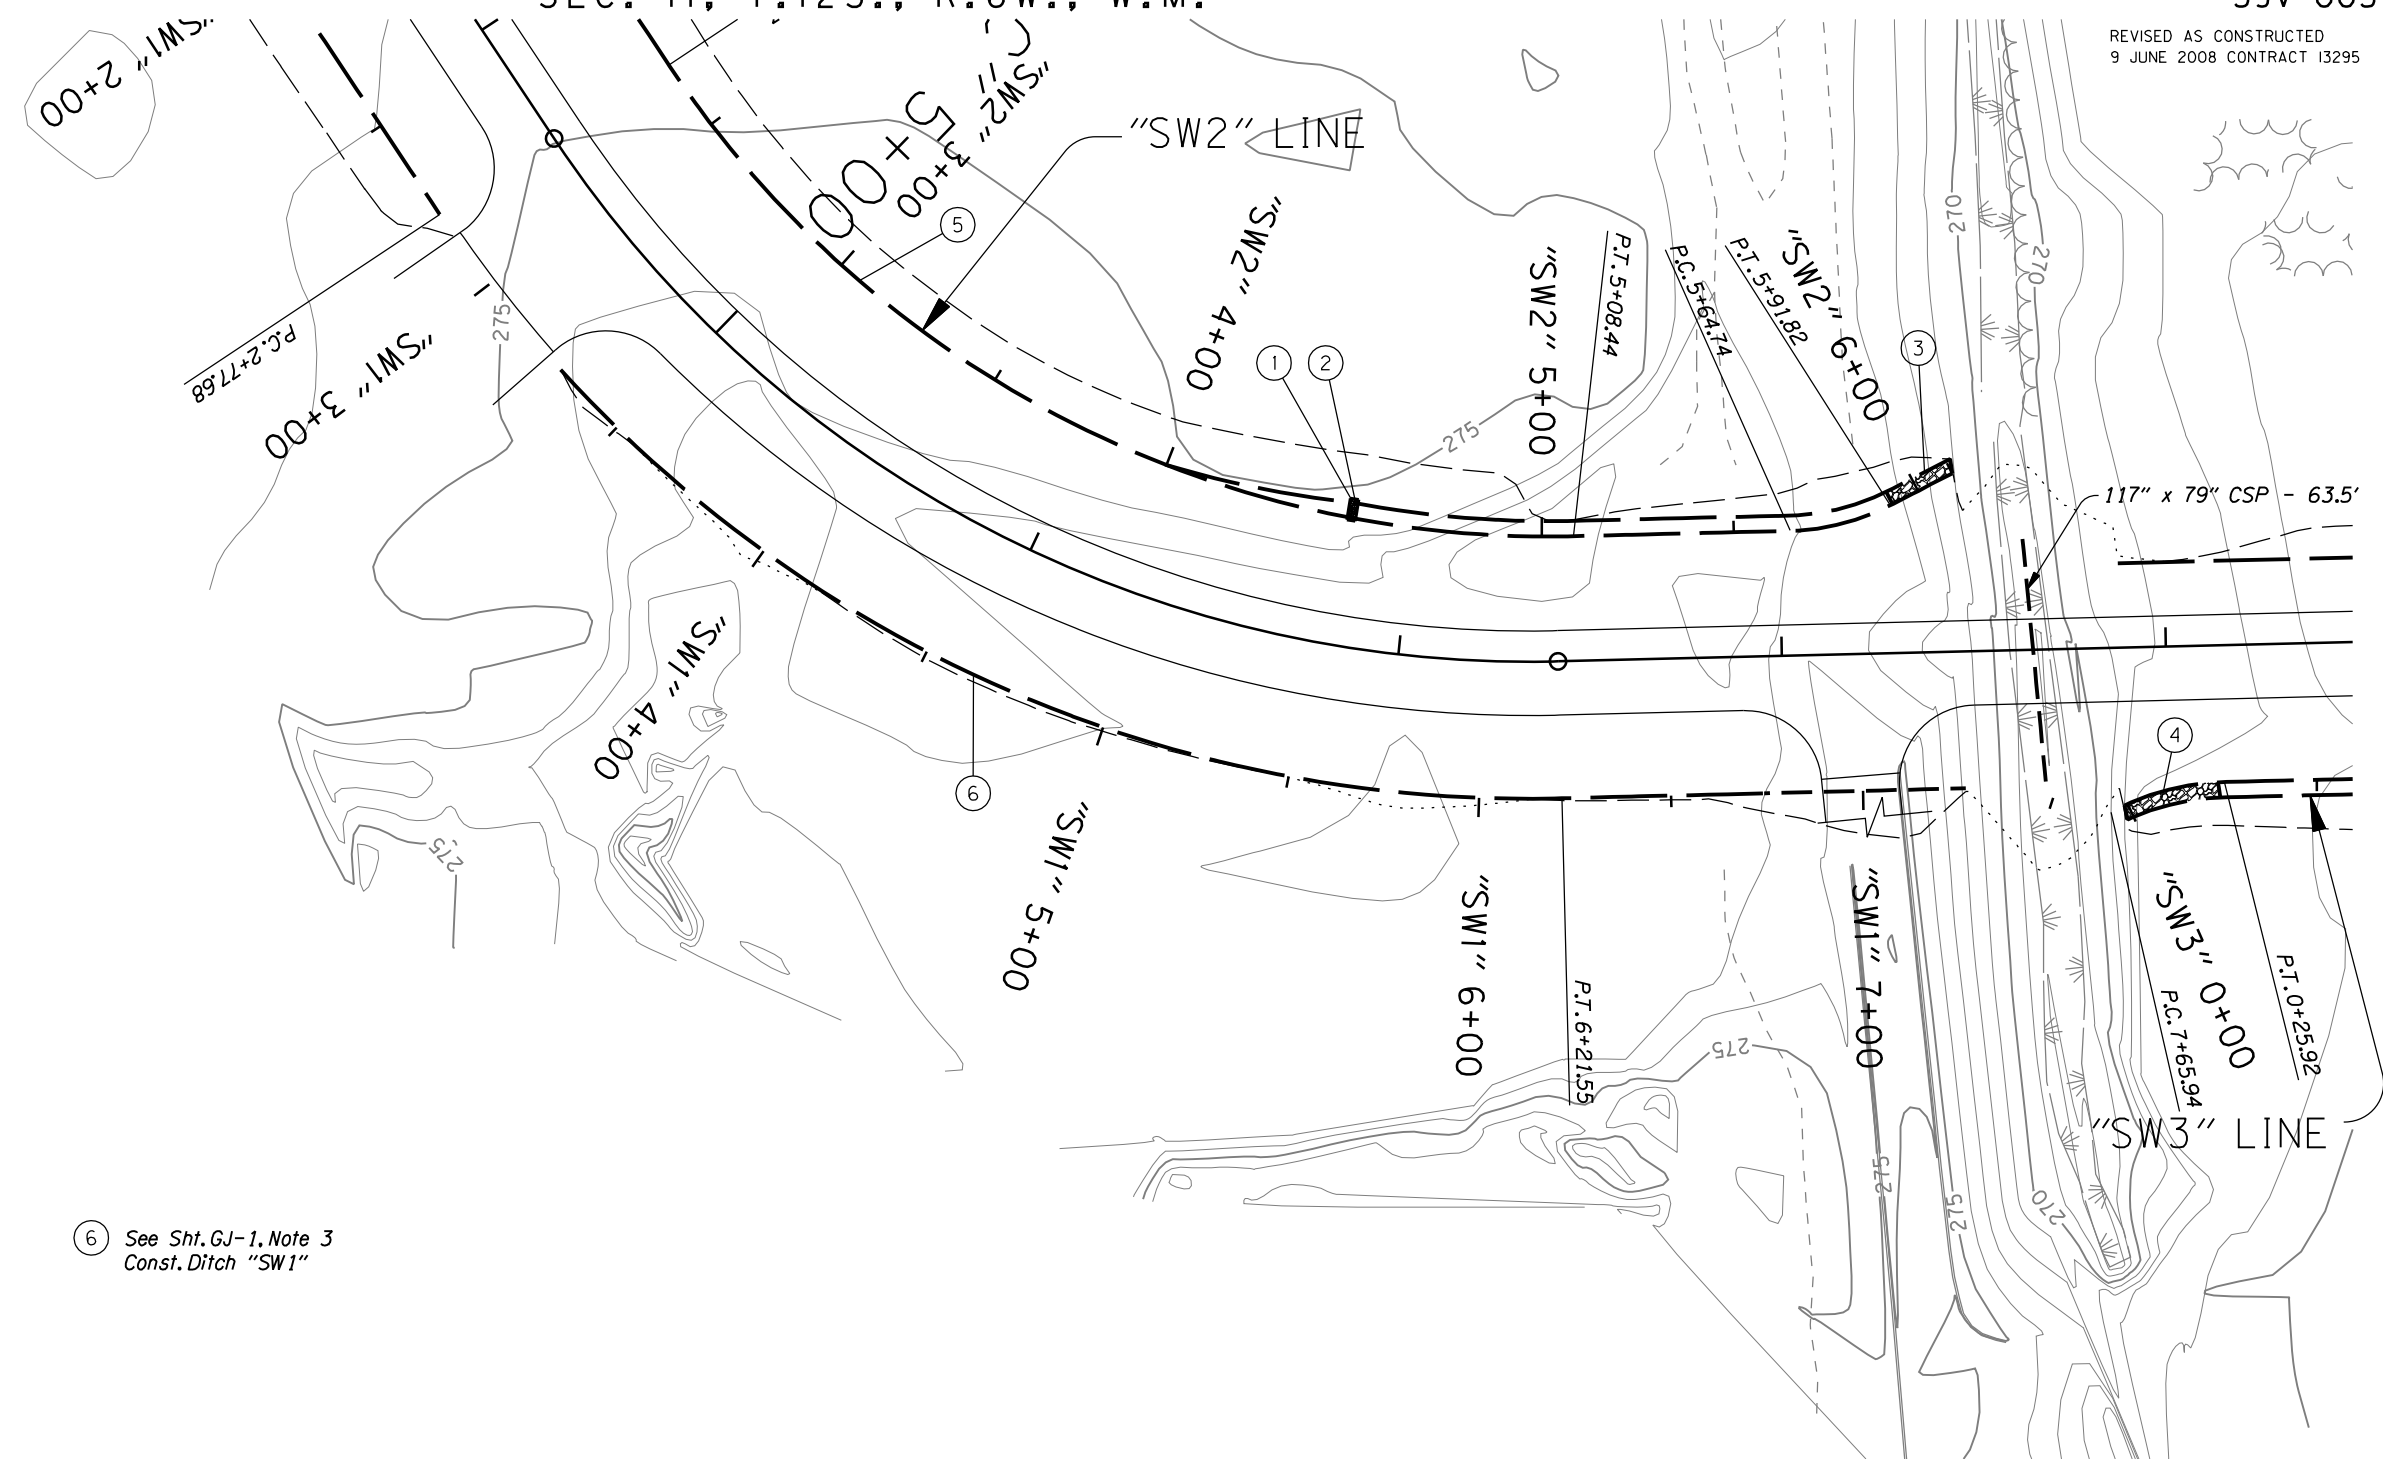 REVISED AS CONSTRUCTED
9 JUNE 2008 CONTRACT 13295
"SW1" 2+00
"SW2" 3+00
5+00
"SW2" LINE
5
"SW2" 4+00
"SW2" 5+00
P.T. 5+08.44
P.C. 5+64.74
P.T. 5+91.82
"SW2" 6+00
270
270
275
P.C. 2+77.68
"SW1" 3+00
1
2
3
275
117" x 79" CSP - 63.5'
"SW1" 4+00
4
6
275
"SW1" 5+00
"SW1" 6+00
P.T. 6+21.55
"SW1" 7+00
"SW3" 0+00
P.T. 0+25.92
P.C. 7+65.94
275
"SW3" LINE
275
275
270
6 See Sht. GJ-1, Note 3
Const. Ditch "SW1"